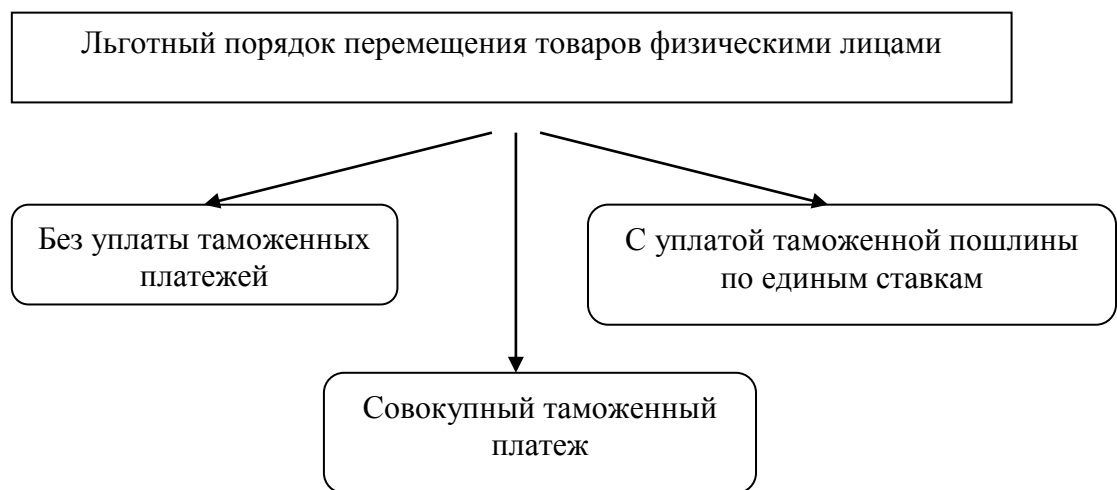 Льготный порядок перемещения товаров физическими лицами
Без уплаты таможенных
платежей
С уплатой таможенной пошлины
по единым ставкам
Совокупный таможенный
платеж